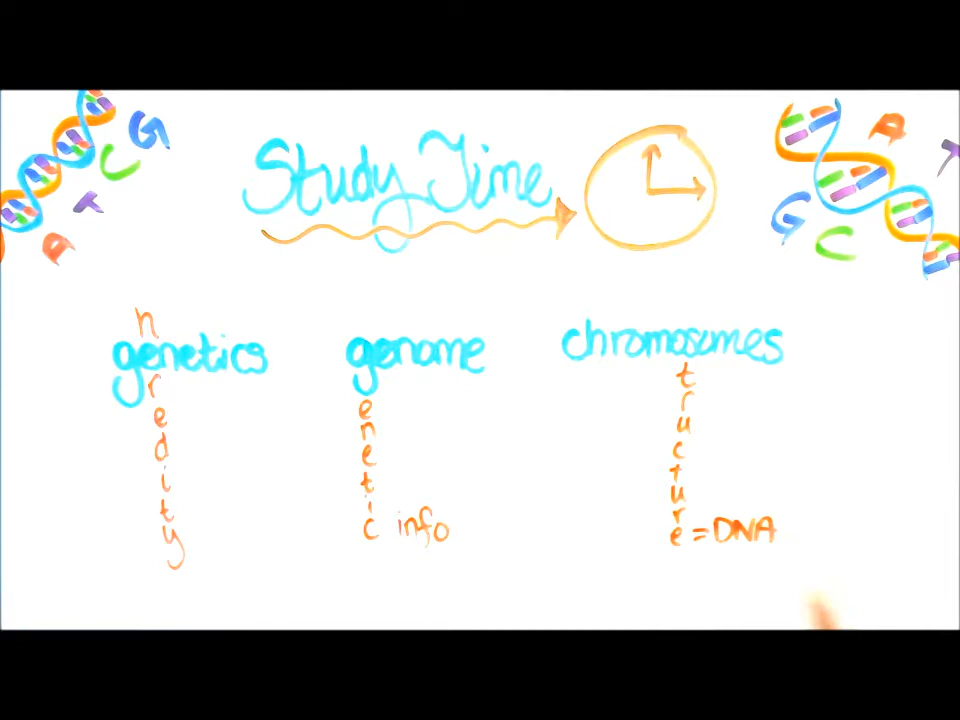 G
C
T
A
Study Time
A
T
G
C
genetics
heredity
genome
genetic info
chromosomes
structure = DNA